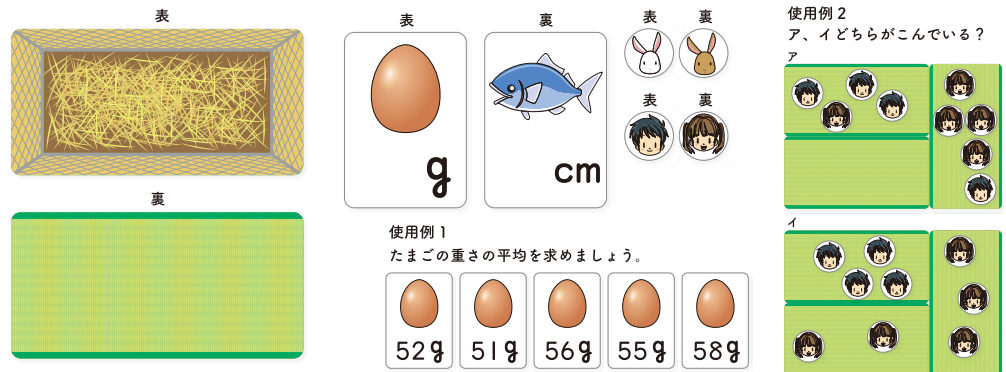 表
裏
表
g
裏
cm
表 裏
表 裏
使用例1
たまごの重さの平均を求めましょう。
52g
51g
56g
55g
58g
使用例2
ア、イどちらがこんでいる?
ア
イ